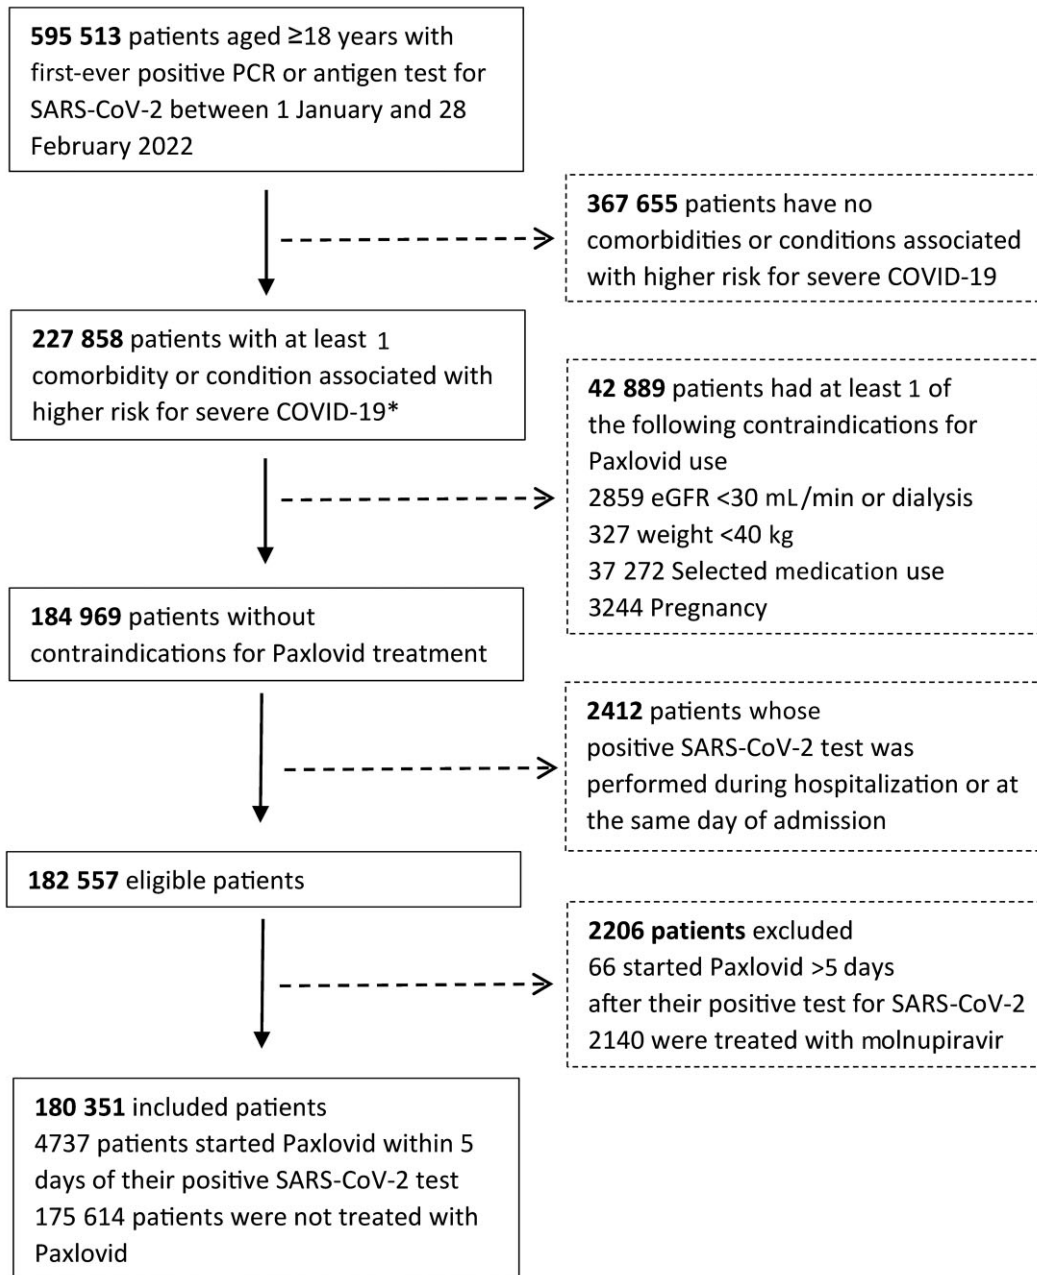 595 513 patients aged ≥18 years with
first-ever positive PCR or antigen test for
SARS-CoV-2 between 1 January and 28
February 2022
367 655 patients have no
comorbidities or conditions associated
with higher risk for severe COVID-19
227 858 patients with at least 1
comorbidity or condition associated with
higher risk for severe COVID-19*
42 889 patients had at least 1 of
the following contraindications for
Paxlovid use
2859 eGFR <30 mL/min or dialysis
327 weight <40 kg
37 272 Selected medication use
3244 Pregnancy
184 969 patients without
contraindications for Paxlovid treatment
2412 patients whose
positive SARS-CoV-2 test was
performed during hospitalization or at
the same day of admission
182 557 eligible patients
2206 patients excluded
66 started Paxlovid >5 days
after their positive test for SARS-CoV-2
2140 were treated with molnupiravir
180 351 included patients
4737 patients started Paxlovid within 5
days of their positive SARS-CoV-2 test
175 614 patients were not treated with
Paxlovid